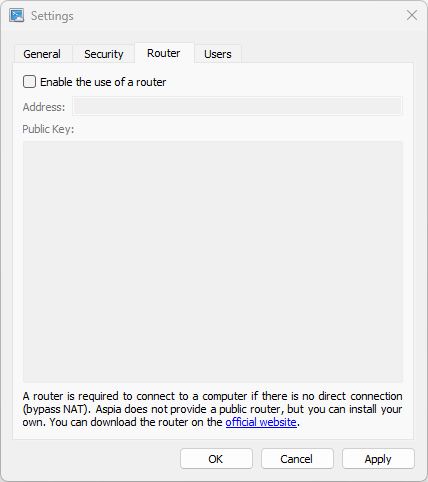 Settings
General Security Router Users
Enable the use of a router
Address:
Public Key:
A router is required to connect to a computer if there is no direct connection
(bypass NAT). Aspia does not provide a public router, but you can install your
own. You can download the router on the official website.
OK Cancel Apply